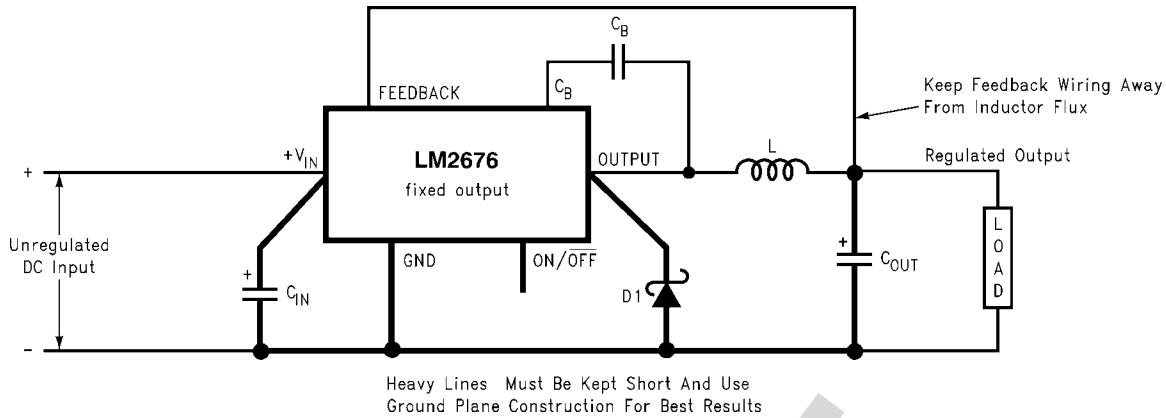 C_B
C_B
FEEDBACK
Keep Feedback Wiring Away
From Inductor Flux
+V_IN
LM2676
fixed output
OUTPUT
L
Regulated Output
+
Unregulated
DC Input
-
+
C_IN
GND
ON/O̅F̅F̅
D1
+
C_OUT
LOAD
Heavy Lines Must Be Kept Short And Use
Ground Plane Construction For Best Results